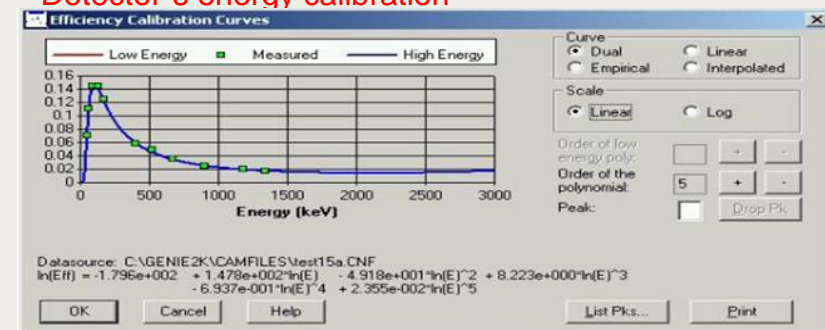 Detector's energy calibration
Efficiency Calibration Curves
Low Energy Measured High Energy
0.16
0.14
0.12
0.1
0.08
0.06
0.04
0.02
0
0 500 1000 1500 2000 2500 3000
Energy (keV)
Curve
Dual Linear
Empirical Interpolated
Scale
Linear Log
Order of low
energy poly: + -
Order of the
polynomial: 5 + -
Peak: Drop Pk
Datasource: C:\GENIE2K\CAMFILES\test15a.CNF
ln(Eff) = -1.796e+002 + 1.478e+002*ln(E) - 4.918e+001*ln(E)^2 + 8.223e+000*ln(E)^3
- 6.937e-001*ln(E)^4 + 2.355e-002*ln(E)^5
OK Cancel Help List Pks... Print